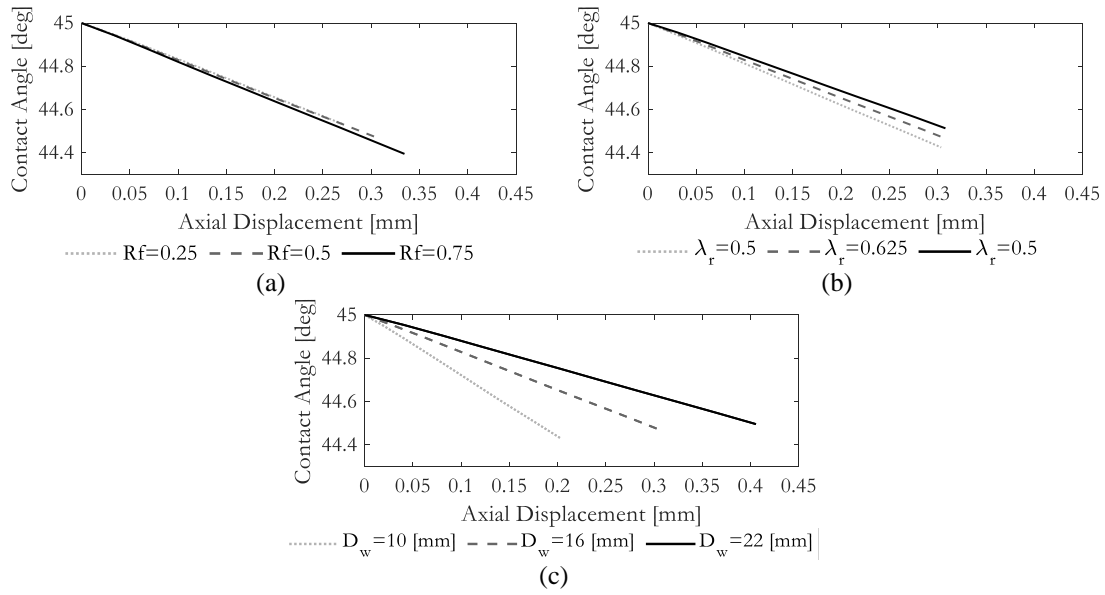 Contact Angle [deg]
45
44.8
44.6
44.4
0 0.05 0.1 0.15 0.2 0.25 0.3 0.35 0.4 0.45
Axial Displacement [mm]
Rf=0.25 Rf=0.5 Rf=0.75
(a)
Contact Angle [deg]
45
44.8
44.6
44.4
0 0.05 0.1 0.15 0.2 0.25 0.3 0.35 0.4 0.45
Axial Displacement [mm]
λr=0.5 λr=0.625 λr=0.5
(b)
Contact Angle [deg]
45
44.8
44.6
44.4
0 0.05 0.1 0.15 0.2 0.25 0.3 0.35 0.4 0.45
Axial Displacement [mm]
Dw=10 [mm] Dw=16 [mm] Dw=22 [mm]
(c)